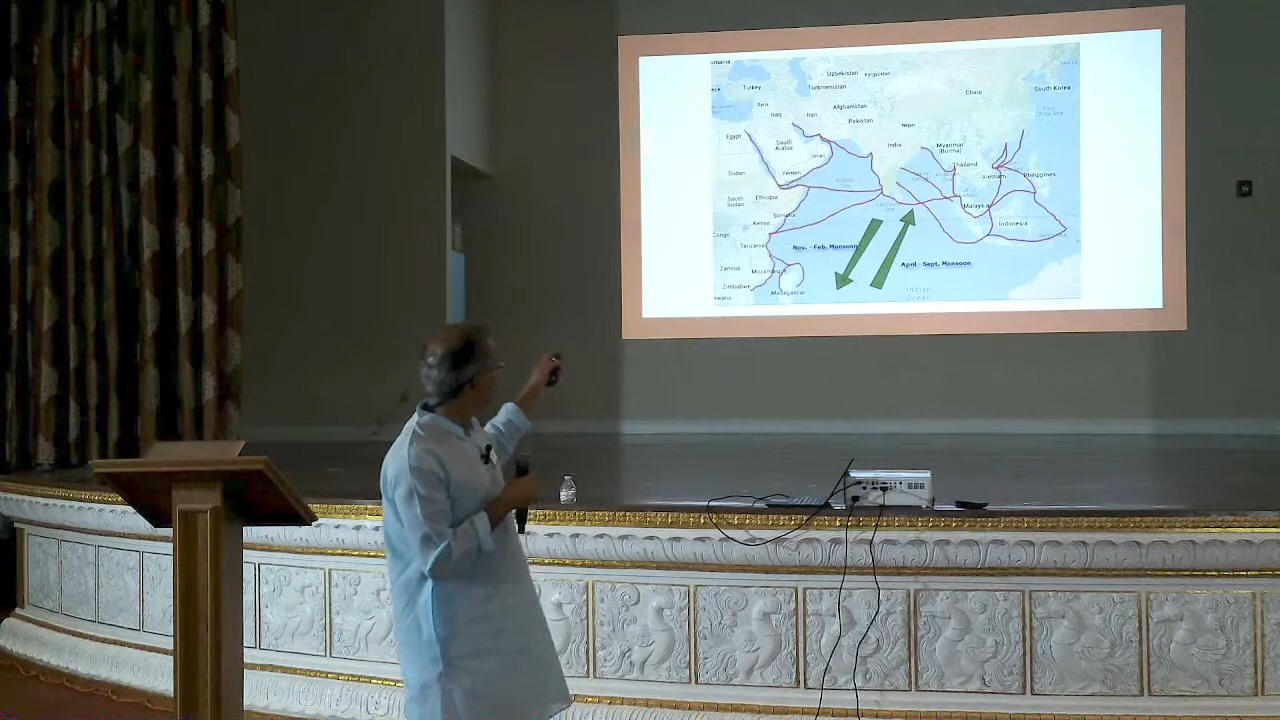 Turkey
Uzbekistan
Kyrgyzstan
Turkmenistan
China
South Korea
Syria
Iraq
Iran
Afghanistan
Pakistan
Nepal
Egypt
Saudi
Arabia
India
Myanmar
(Burma)
Oman
Thailand
Sudan
Yemen
Vietnam
Philippines
South
Sudan
Ethiopia
Somalia
Malaysia
Kenya
Indonesia
Congo
Tanzania
Nov. - Feb. Monsoon
April - Sept. Monsoon
Zambia
Mozambique
Zimbabwe
Madagascar
Indian
Ocean